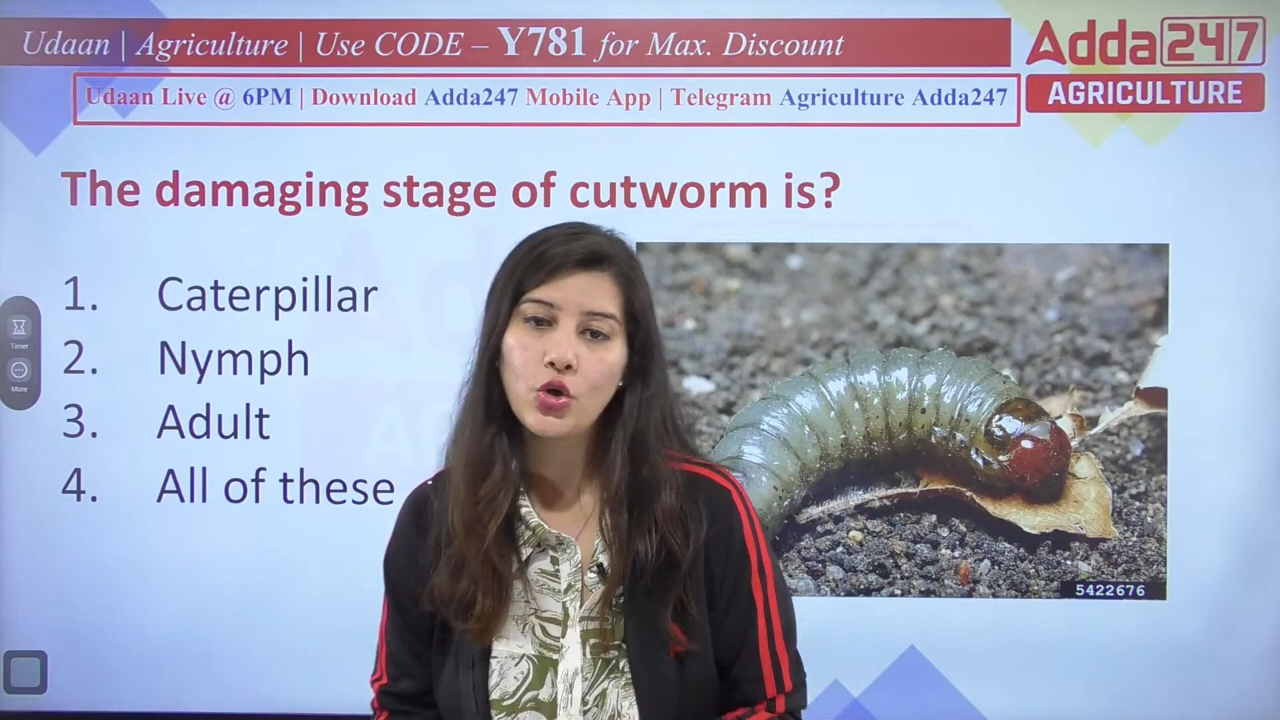 Udaan | Agriculture | Use CODE – Y781 for Max. Discount
Adda247
Udaan Live @ 6PM | Download Adda247 Mobile App | Telegram Agriculture Adda247
AGRICULTURE
The damaging stage of cutworm is?
1. Caterpillar
2. Nymph
3. Adult
4. All of these
Timer
More
5422676